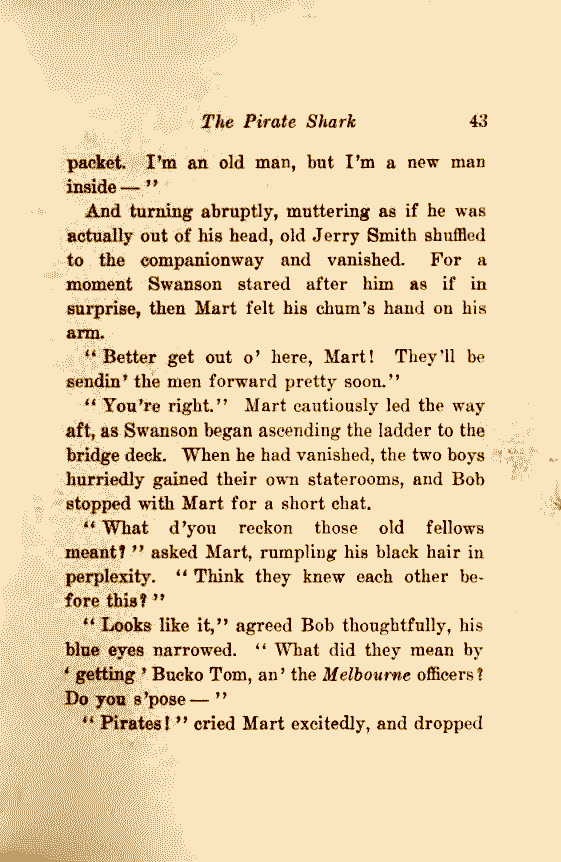 The Pirate Shark 43
packet. I'm an old man, but I'm a new man
inside — "
And turning abruptly, muttering as if he was
actually out of his head, old Jerry Smith shuffled
to the companionway and vanished. For a
moment Swanson stared after him as if in
surprise, then Mart felt his chum's hand on his
arm.
" Better get out o' here, Mart! They'll be
sendin' the men forward pretty soon."
" You're right." Mart cautiously led the way
aft, as Swanson began ascending the ladder to the
bridge deck. When he had vanished, the two boys
hurriedly gained their own staterooms, and Bob
stopped with Mart for a short chat.
" What d'you reckon those old fellows
meant? " asked Mart, rumpling his black hair in
perplexity. " Think they knew each other be-
fore this? "
" Looks like it," agreed Bob thoughtfully, his
blue eyes narrowed. " What did they mean by
' getting ' Bucko Tom, an' the Melbourne officers?
Do you s'pose — "
" Pirates! " cried Mart excitedly, and dropped